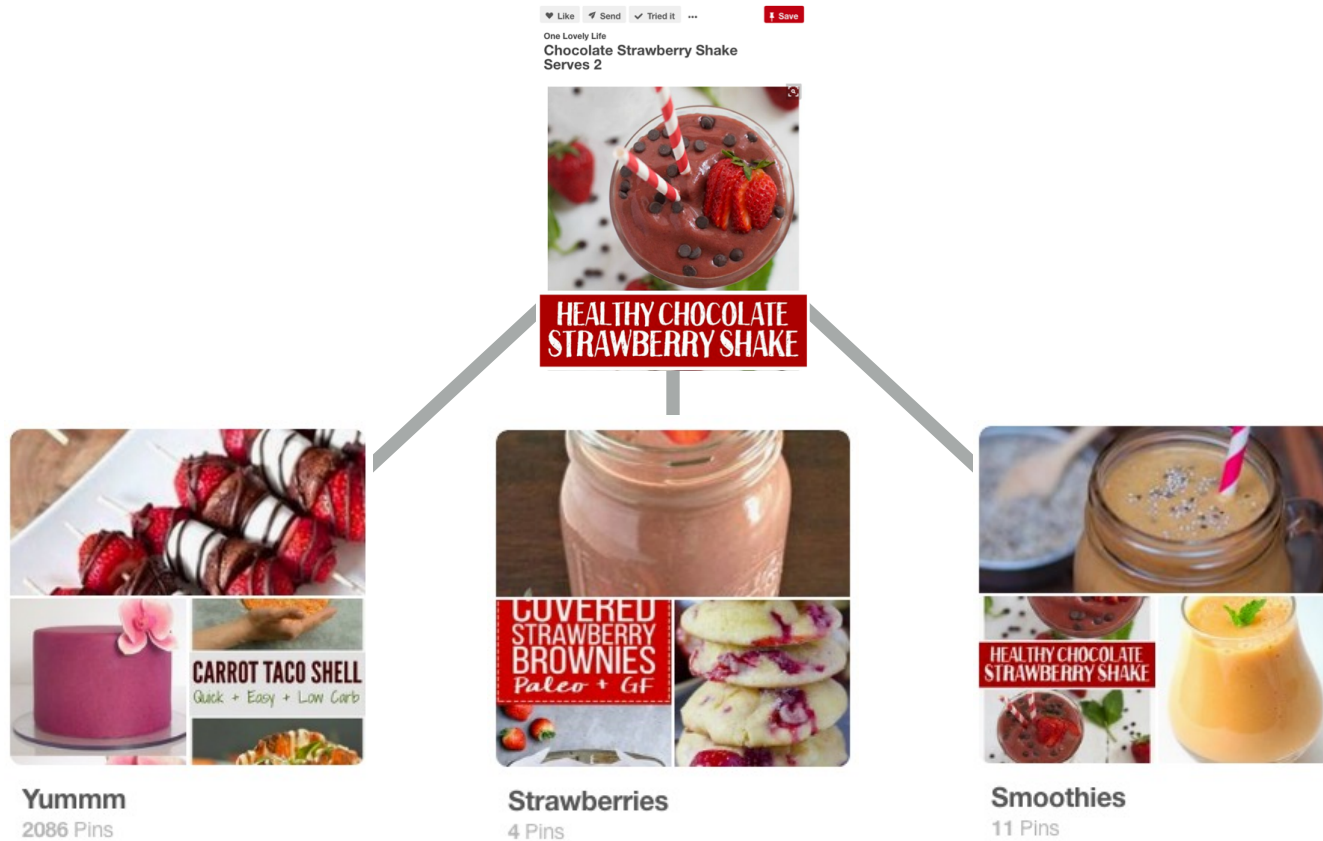 Like Send Tried it ... Save
One Lovely Life
Chocolate Strawberry Shake
Serves 2
HEALTHY CHOCOLATE
STRAWBERRY SHAKE
CARROT TACO SHELL
Quick + Easy + Low Carb
Yummm
2086 Pins
COVERED
STRAWBERRY
BROWNIES
Paleo + GF
Strawberries
4 Pins
HEALTHY CHOCOLATE
STRAWBERRY SHAKE
Smoothies
11 Pins